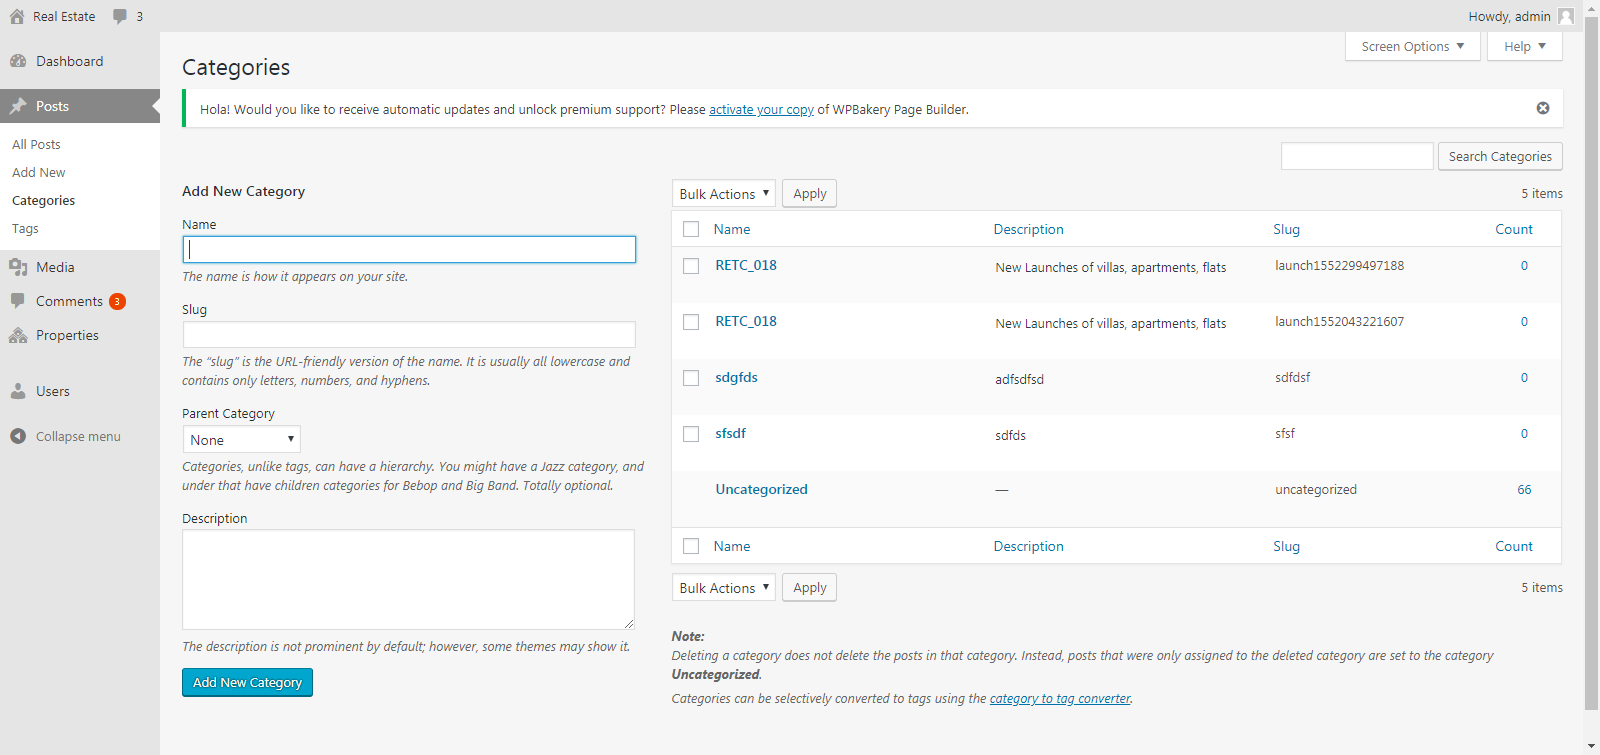 Real Estate
3
Howdy, admin
Dashboard
Posts
All Posts
Add New
Categories
Tags
Media
Comments 3
Properties
Users
Collapse menu
Screen Options
Help
Categories
Hola! Would you like to receive automatic updates and unlock premium support? Please activate your copy of WPBakery Page Builder.
Search Categories
Add New Category
Name
The name is how it appears on your site.
Slug
The “slug” is the URL-friendly version of the name. It is usually all lowercase and
contains only letters, numbers, and hyphens.
Parent Category
None
Categories, unlike tags, can have a hierarchy. You might have a Jazz category, and
under that have children categories for Bebop and Big Band. Totally optional.
Description
The description is not prominent by default; however, some themes may show it.
Add New Category
Bulk Actions Apply 5 items
Name Description Slug Count
RETC_018 New Launches of villas, apartments, flats launch1552299497188 0
RETC_018 New Launches of villas, apartments, flats launch1552043221607 0
sdgfds adfsdfsd sdfdsf 0
sfsdf sdfds sfsf 0
Uncategorized — uncategorized 66
Name Description Slug Count
Bulk Actions Apply 5 items
Note:
Deleting a category does not delete the posts in that category. Instead, posts that were only assigned to the deleted category are set to the category
Uncategorized.
Categories can be selectively converted to tags using the category to tag converter.